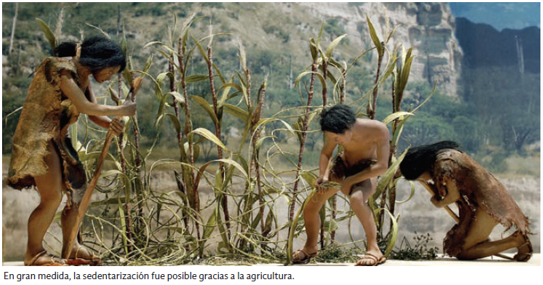 En gran medida, la sedentarización fue posible gracias a la agricultura.